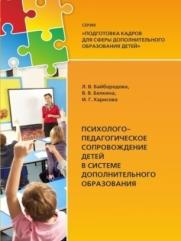 СЕРИЯ
«ПОДГОТОВКА КАДРОВ
ДЛЯ СФЕРЫ ДОПОЛНИТЕЛЬНОГО
ОБРАЗОВАНИЯ ДЕТЕЙ»
Л. В. Байбородова,
В. В. Белкина,
И. Г. Харисова
ПСИХОЛОГО-
ПЕДАГОГИЧЕСКОЕ
СОПРОВОЖДЕНИЕ
ДЕТЕЙ
В СИСТЕМЕ
ДОПОЛНИТЕЛЬНОГО
ОБРАЗОВАНИЯ